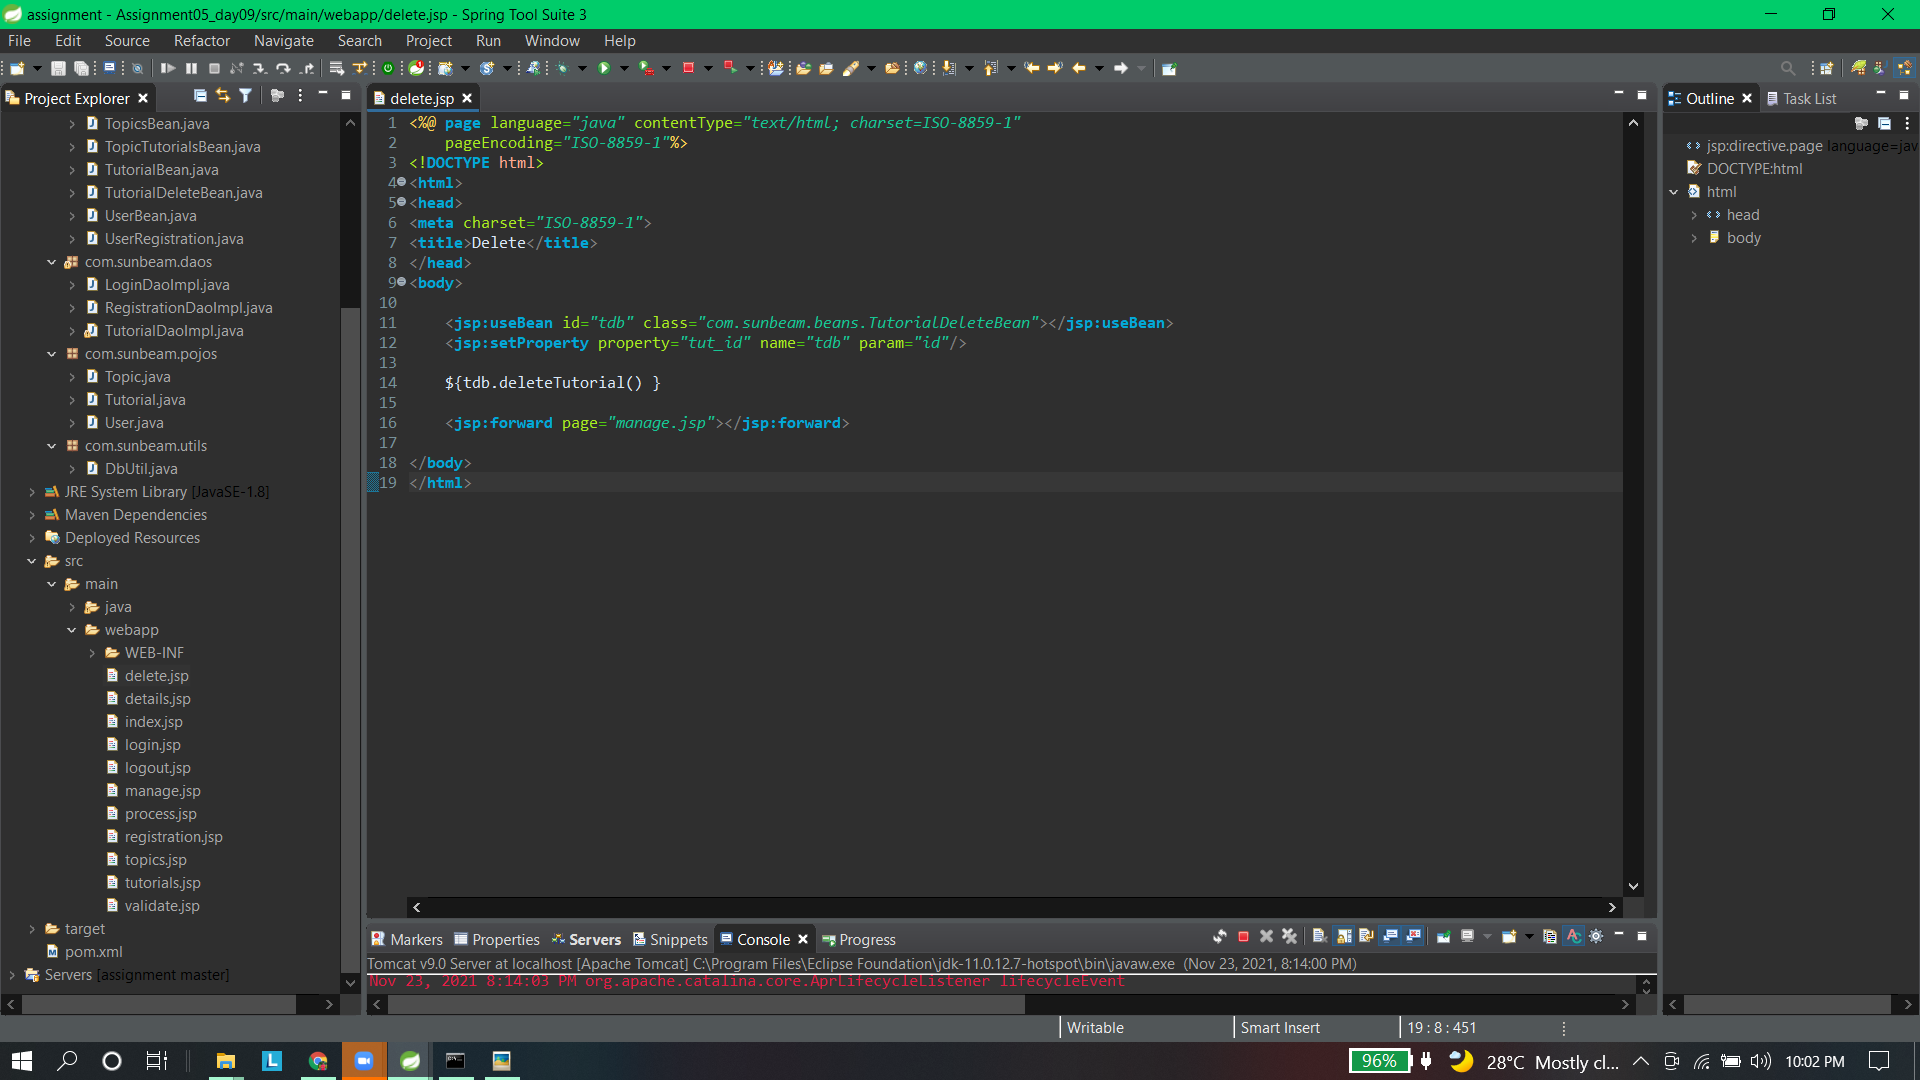 assignment - Assignment05_day09/src/main/webapp/delete.jsp - Spring Tool Suite 3
File Edit Source Refactor Navigate Search Project Run Window Help
Project Explorer
TopicsBean.java
TopicTutorialsBean.java
TutorialBean.java
TutorialDeleteBean.java
UserBean.java
UserRegistration.java
com.sunbeam.daos
LoginDaoImpl.java
RegistrationDaoImpl.java
TutorialDaoImpl.java
com.sunbeam.pojos
Topic.java
Tutorial.java
User.java
com.sunbeam.utils
DbUtil.java
JRE System Library [JavaSE-1.8]
Maven Dependencies
Deployed Resources
src
main
java
webapp
WEB-INF
delete.jsp
details.jsp
index.jsp
login.jsp
logout.jsp
manage.jsp
process.jsp
registration.jsp
topics.jsp
tutorials.jsp
validate.jsp
target
pom.xml
Servers [assignment master]
delete.jsp
1 <%@ page language="java" contentType="text/html; charset=ISO-8859-1"
2     pageEncoding="ISO-8859-1"%>
3 <!DOCTYPE html>
4 <html>
5 <head>
6 <meta charset="ISO-8859-1">
7 <title>Delete</title>
8 </head>
9 <body>
10
11     <jsp:useBean id="tdb" class="com.sunbeam.beans.TutorialDeleteBean"></jsp:useBean>
12     <jsp:setProperty property="tut_id" name="tdb" param="id"/>
13
14     ${tdb.deleteTutorial() }
15
16     <jsp:forward page="manage.jsp"></jsp:forward>
17
18 </body>
19 </html>
Outline Task List
jsp:directive.page language=jav
DOCTYPE:html
html
head
body
Markers Properties Servers Snippets Console Progress
Tomcat v9.0 Server at localhost [Apache Tomcat] C:\Program Files\Eclipse Foundation\jdk-11.0.12.7-hotspot\bin\javaw.exe (Nov 23, 2021, 8:14:00 PM)
Nov 23, 2021 8:14:03 PM org.apache.catalina.core.AprLifecycleListener lifecycleEvent
Writable Smart Insert 19 : 8 : 451
L 96% 28°C Mostly cl... 10:02 PM